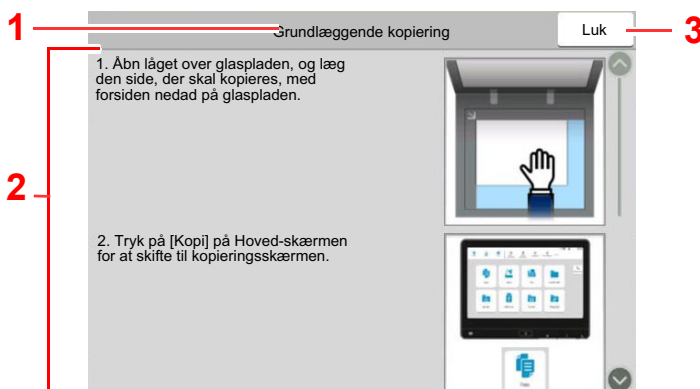 1
Grundlæggende kopiering
Luk
3
1. Åbn låget over glaspladen, og læg
den side, der skal kopieres, med
forsiden nedad på glaspladen.
2
2. Tryk på [Kopi] på Hoved-skærmen
for at skifte til kopieringsskærmen.